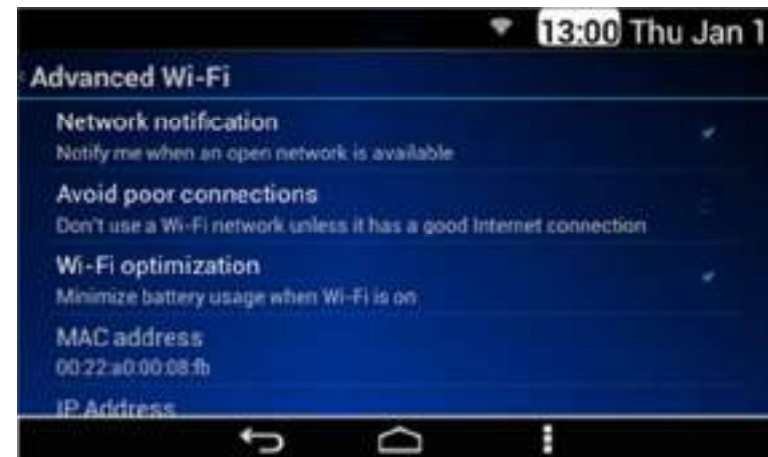 13:00 Thu Jan 1
Advanced Wi-Fi
Network notification
Notify me when an open network is available
Avoid poor connections
Don't use a Wi-Fi network unless it has a good Internet connection
Wi-Fi optimization
Minimize battery usage when Wi-Fi is on
MAC address
00:22:a0:00:08:fb
IP Address